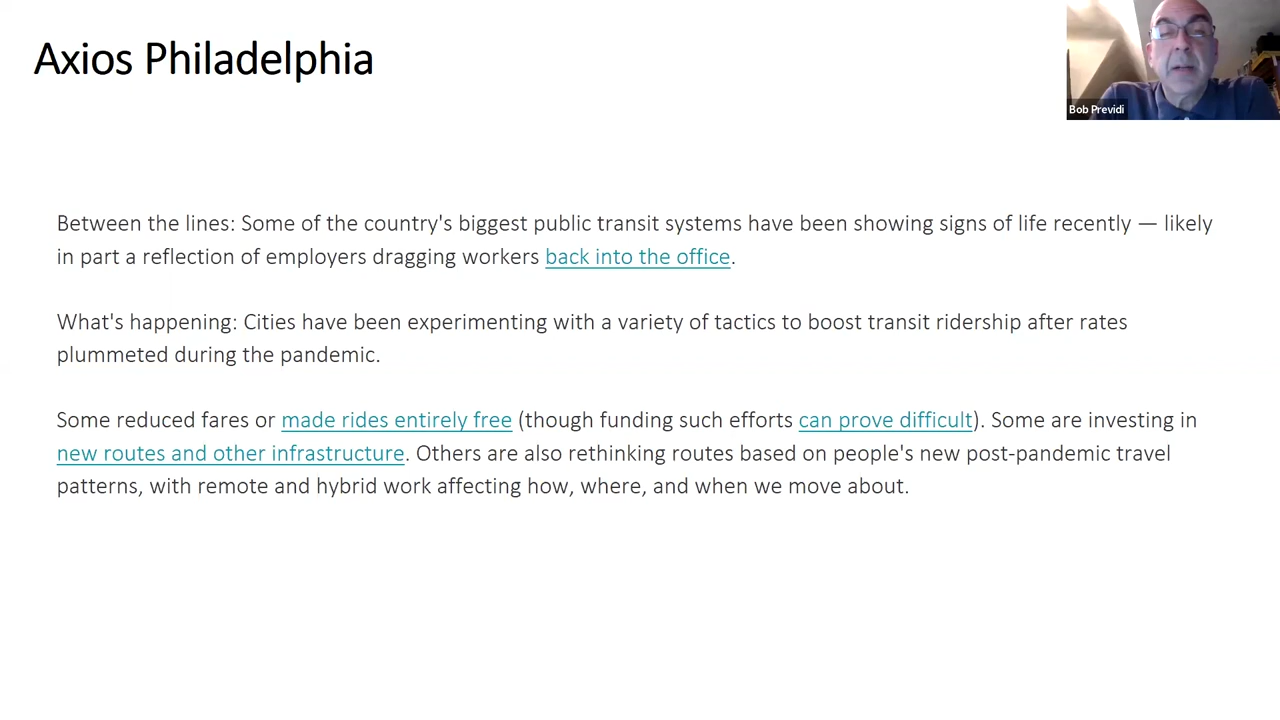 Axios Philadelphia
Bob Previdi
Between the lines: Some of the country's biggest public transit systems have been showing signs of life recently — likely
in part a reflection of employers dragging workers back into the office.
What's happening: Cities have been experimenting with a variety of tactics to boost transit ridership after rates
plummeted during the pandemic.
Some reduced fares or made rides entirely free (though funding such efforts can prove difficult). Some are investing in
new routes and other infrastructure. Others are also rethinking routes based on people's new post-pandemic travel
patterns, with remote and hybrid work affecting how, where, and when we move about.